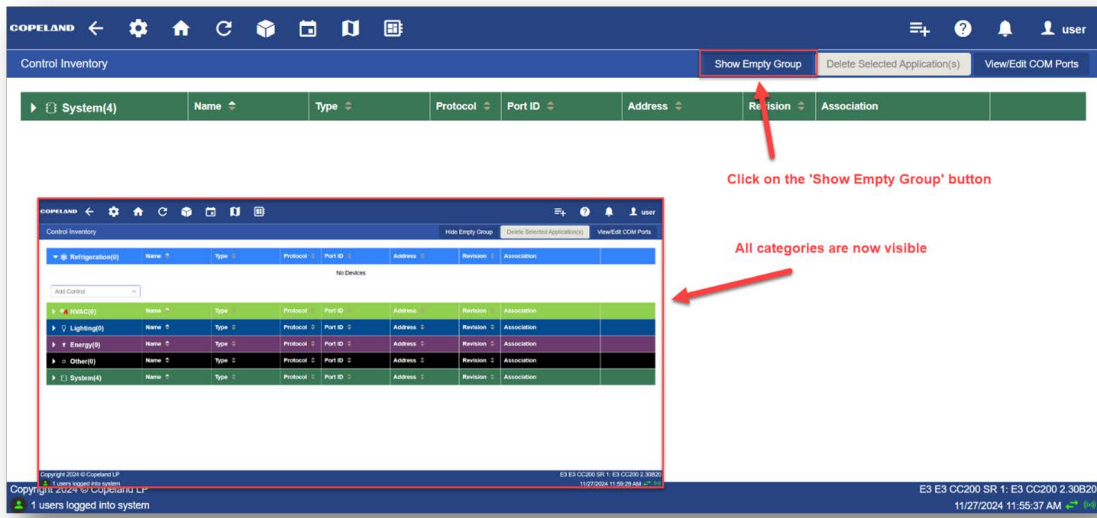 COPELAND user
Control Inventory Show Empty Group Delete Selected Application(s) View/Edit COM Ports
System(4) Name Type Protocol Port ID Address Revision Association
Click on the 'Show Empty Group' button
All categories are now visible
COPELAND user
Control Inventory Hide Empty Group Delete Selected Application(s) View/Edit COM Ports
Refrigeration(0) Name Type Protocol Port ID Address Revision Association
No Devices
Add Control
HVAC(0) Name Type Protocol Port ID Address Revision Association
Lighting(0) Name Type Protocol Port ID Address Revision Association
Energy(0) Name Type Protocol Port ID Address Revision Association
Other(0) Name Type Protocol Port ID Address Revision Association
System(4) Name Type Protocol Port ID Address Revision Association
Copyright 2024 © Copeland LP E3 E3 CC200 SR 1: E3 CC200 2.30B20
1 users logged into system 11/27/2024 11:59:29 AM
Copyright 2024 © Copeland LP E3 E3 CC200 SR 1: E3 CC200 2.30B20
1 users logged into system 11/27/2024 11:55:37 AM